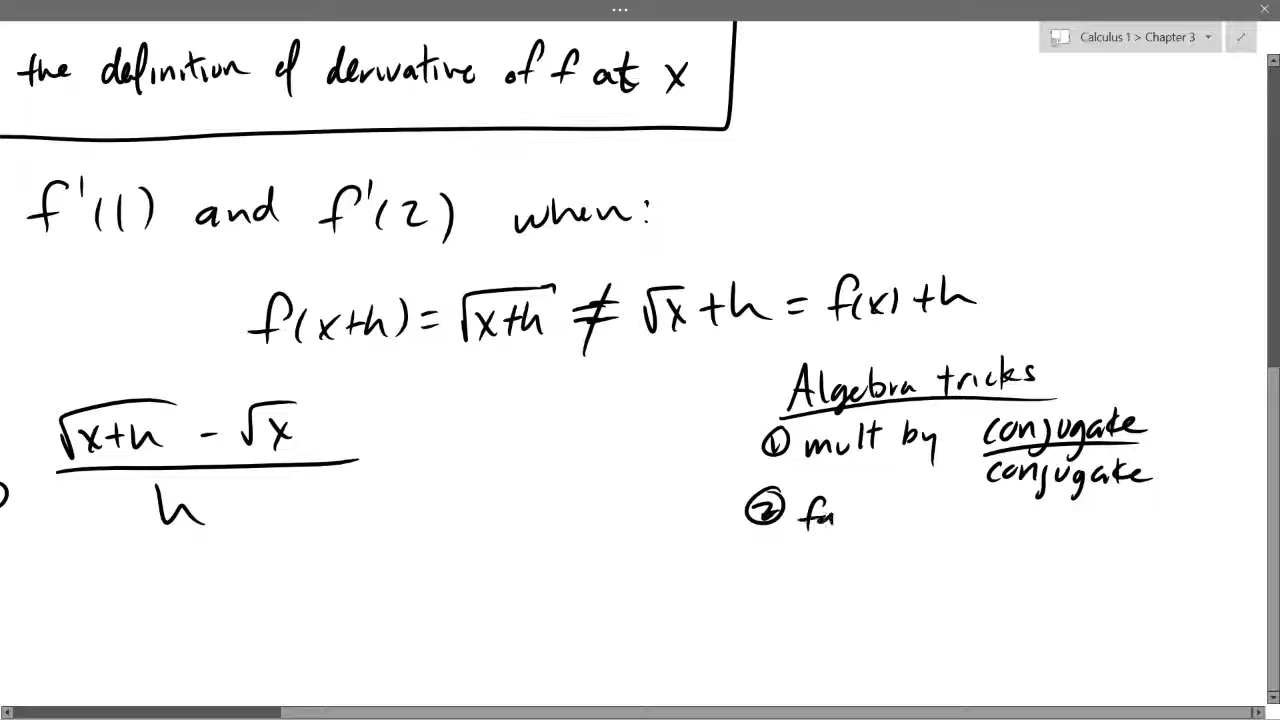 Calculus 1 > Chapter 3
the definition of derivative of f at x
f'(1) and f'(2) when:
f(x+h) = √x+h ≠ √x + h = f(x) + h
Algebra tricks
① mult by conjugate
conjugate
√x+h - √x
h
② fa